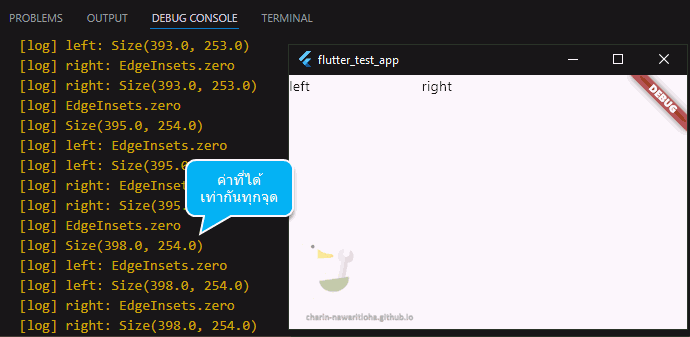 PROBLEMS OUTPUT DEBUG CONSOLE TERMINAL
[log] left: Size(393.0, 253.0)
[log] right: EdgeInsets.zero
[log] right: Size(393.0, 253.0)
[log] EdgeInsets.zero
[log] Size(395.0, 254.0)
[log] left: EdgeInsets.zero
[log] left: Size(395.0
[log] right: EdgeInsets
[log] right: Size(395.
[log] EdgeInsets.zero
[log] Size(398.0, 254.0)
[log] left: EdgeInsets.zero
[log] left: Size(398.0, 254.0)
[log] right: EdgeInsets.zero
[log] right: Size(398.0, 254.0)
ค่าที่ได้
เท่ากันทุกจุด
flutter_test_app
left right
DEBUG
charin-nawaritloha.github.io